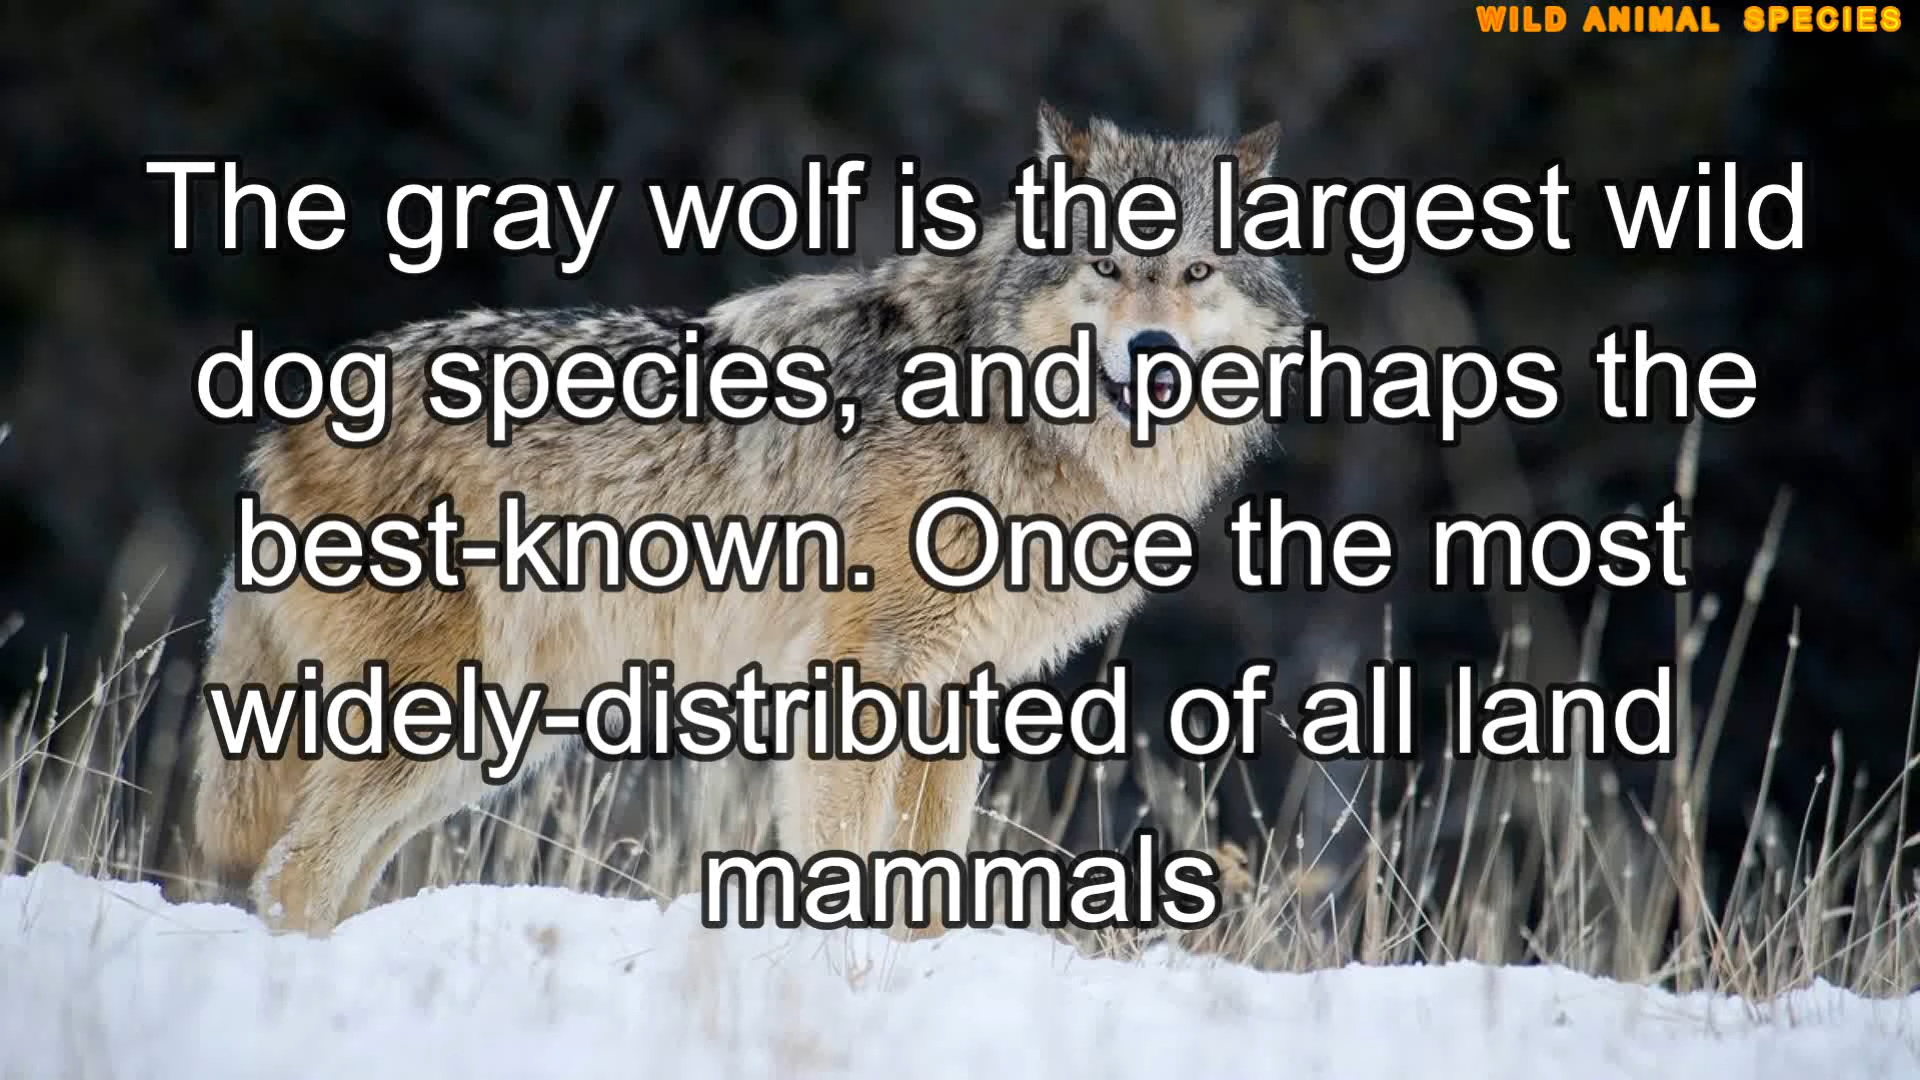 WILD ANIMAL SPECIES
The gray wolf is the largest wild
dog species, and perhaps the
best-known. Once the most
widely-distributed of all land
mammals